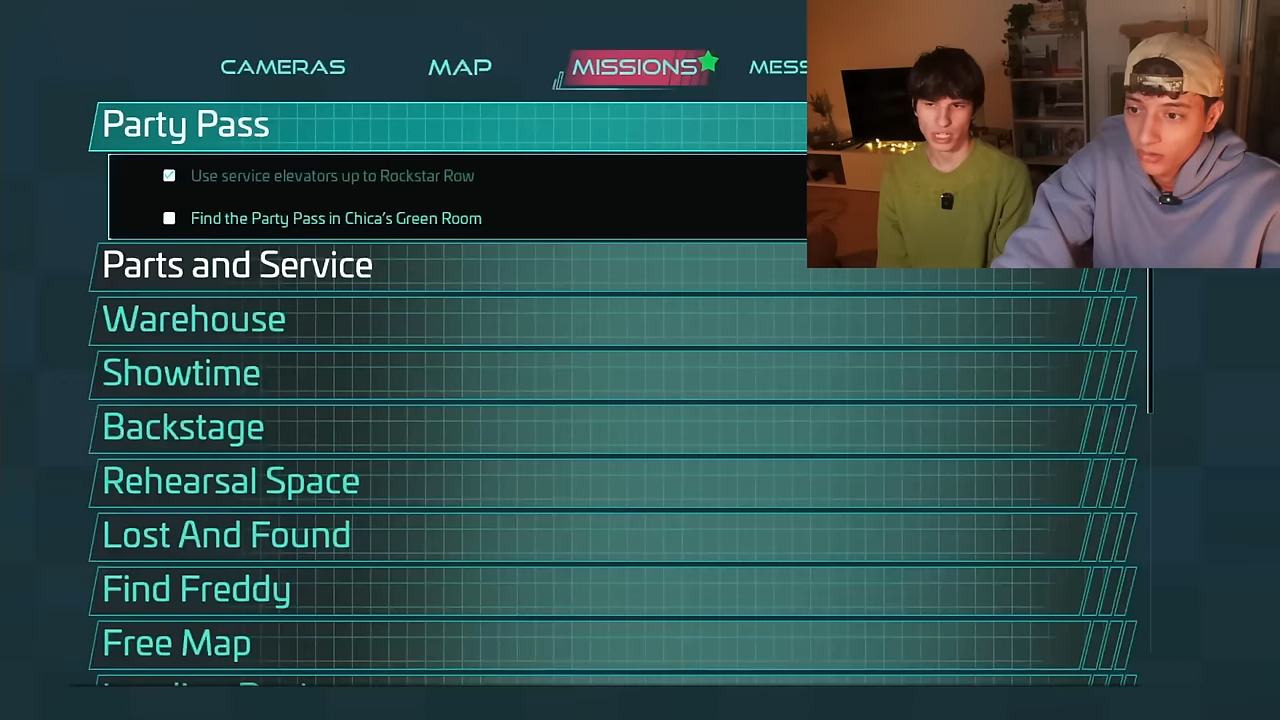 CAMERAS MAP MISSIONS MESS
Party Pass
Use service elevators up to Rockstar Row
Find the Party Pass in Chica's Green Room
Parts and Service
Warehouse
Showtime
Backstage
Rehearsal Space
Lost And Found
Find Freddy
Free Map